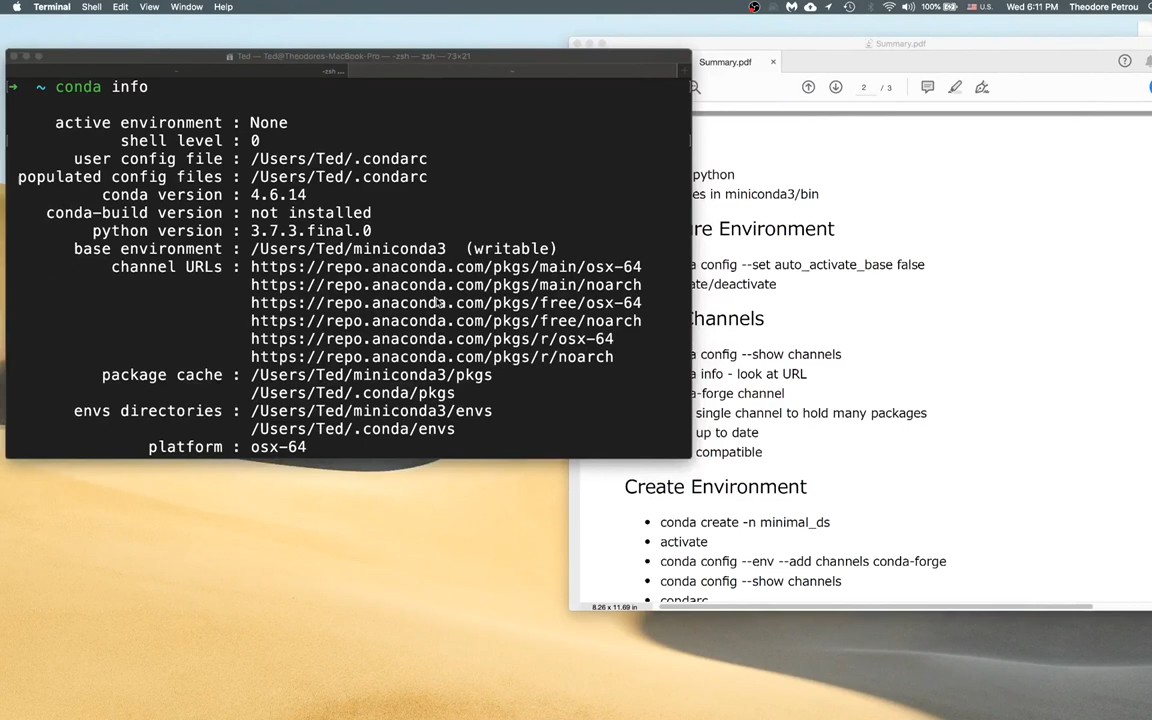 Terminal Shell Edit View Window Help 100% U.S. Wed 6:11 PM Theodore Petrou
Ted — Ted@Theodores-MacBook-Pro — -zsh — zsh — 73×21
~ -zsh ... ~ +
→ ~ conda info
active environment : None
shell level : 0
user config file : /Users/Ted/.condarc
populated config files : /Users/Ted/.condarc
conda version : 4.6.14
conda-build version : not installed
python version : 3.7.3.final.0
base environment : /Users/Ted/miniconda3  (writable)
channel URLs : https://repo.anaconda.com/pkgs/main/osx-64
https://repo.anaconda.com/pkgs/main/noarch
https://repo.anaconda.com/pkgs/free/osx-64
https://repo.anaconda.com/pkgs/free/noarch
https://repo.anaconda.com/pkgs/r/osx-64
https://repo.anaconda.com/pkgs/r/noarch
package cache : /Users/Ted/miniconda3/pkgs
/Users/Ted/.conda/pkgs
envs directories : /Users/Ted/miniconda3/envs
/Users/Ted/.conda/envs
platform : osx-64
Summary.pdf
Summary.pdf ×
2 / 3
python
es in miniconda3/bin
re Environment
a config --set auto_activate_base false
ate/deactivate
Channels
a config --show channels
a info - look at URL
a-forge channel
single channel to hold many packages
up to date
compatible
Create Environment
• conda create -n minimal_ds
• activate
• conda config --env --add channels conda-forge
• conda config --show channels
• condarc
8.26 x 11.69 in